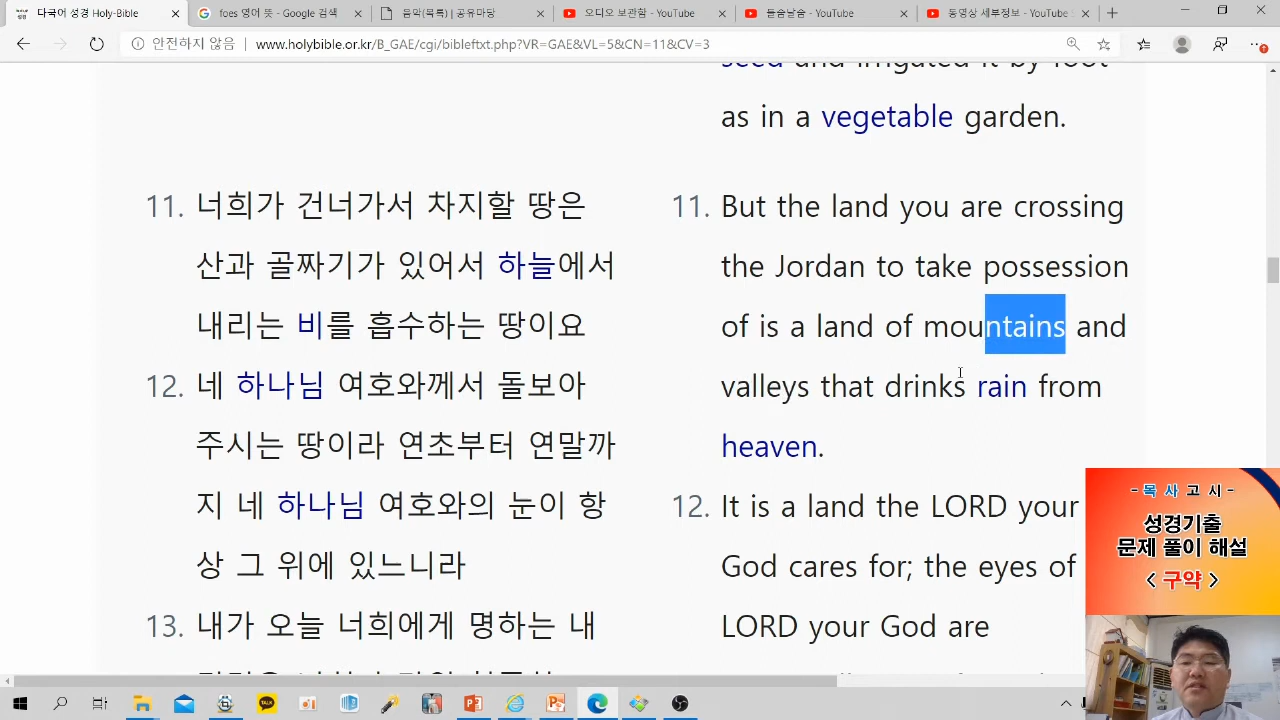 다국어 성경 Holy-Bible
foes 영어 뜻 - Google 검색
음악(목록) | 공유마당
오디오 보관함 - YouTube
들숨날숨 - YouTube
동영상 세부정보 - YouTube S
안전하지 않음
www.holybible.or.kr/B_GAE/cgi/bibleftxt.php?VR=GAE&VL=5&CN=11&CV=3
seed and irrigated it by foot
as in a vegetable garden.
11. 너희가 건너가서 차지할 땅은
산과 골짜기가 있어서 하늘에서
내리는 비를 흡수하는 땅이요
12. 네 하나님 여호와께서 돌보아
주시는 땅이라 연초부터 연말까
지 네 하나님 여호와의 눈이 항
상 그 위에 있느니라
13. 내가 오늘 너희에게 명하는 내
11. But the land you are crossing
the Jordan to take possession
of is a land of mountains and
valleys that drinks rain from
heaven.
12. It is a land the LORD your
God cares for; the eyes of
LORD your God are
- 목 사 고 시 -
성경기출
문제 풀이 해설
< 구약 >
TALK